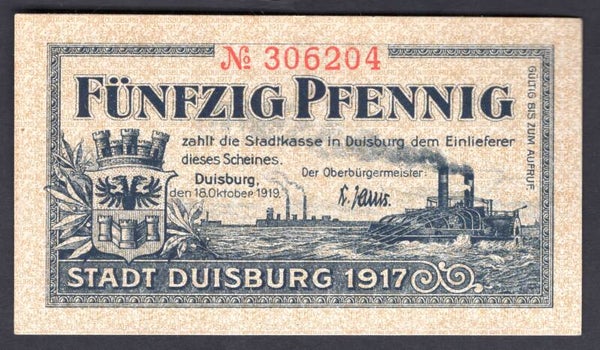 № 306204
FÜNFZIG PFENNIG
zahlt die Stadtkasse in Duisburg dem Einlieferer
dieses Scheines.
Der Oberbürgermeister:
Duisburg,
den 18. Oktober 1919.
STADT DUISBURG 1917
GÜLTIG BIS ZUM AUFRUF